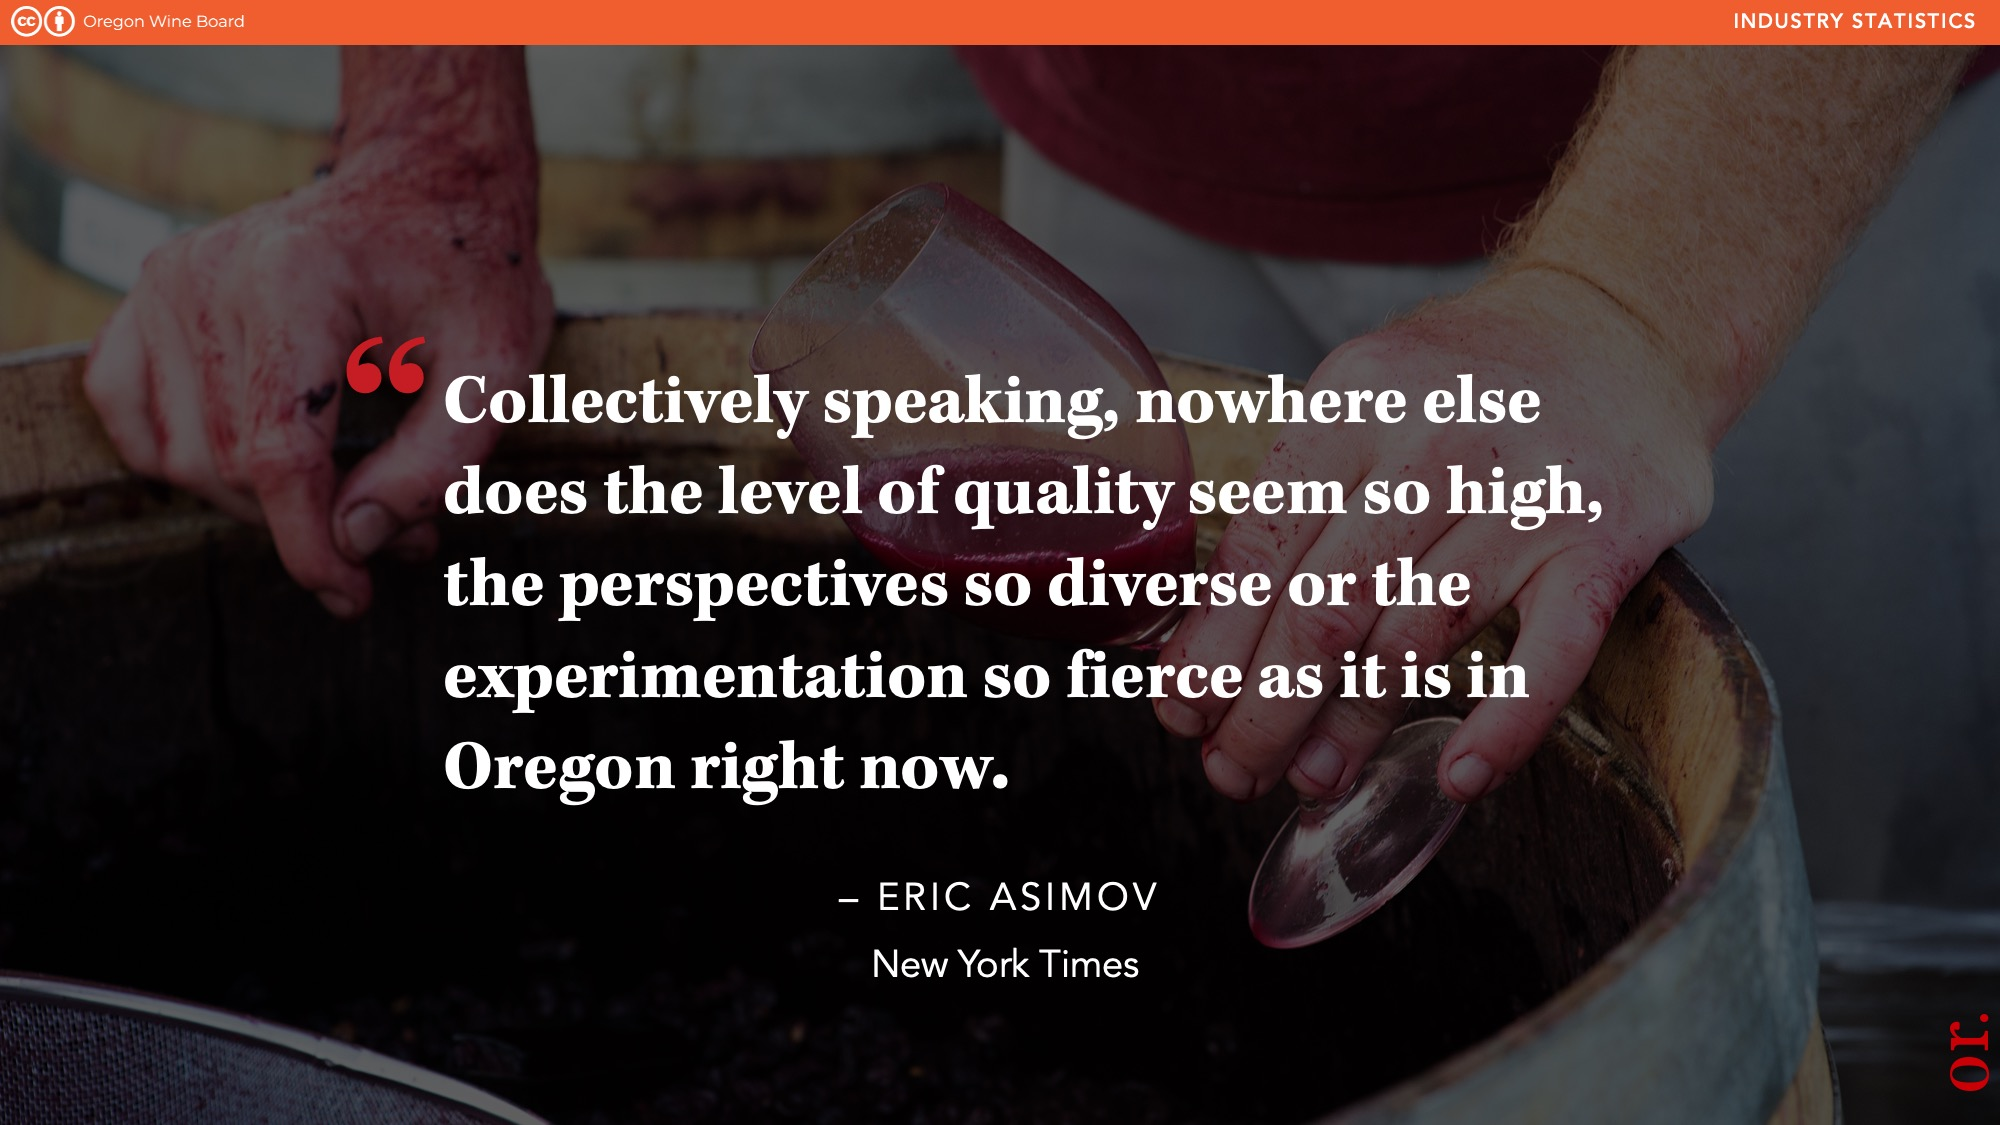 cc Oregon Wine Board
INDUSTRY STATISTICS
“Collectively speaking, nowhere else
does the level of quality seem so high,
the perspectives so diverse or the
experimentation so fierce as it is in
Oregon right now.
– ERIC ASIMOV
New York Times
or.